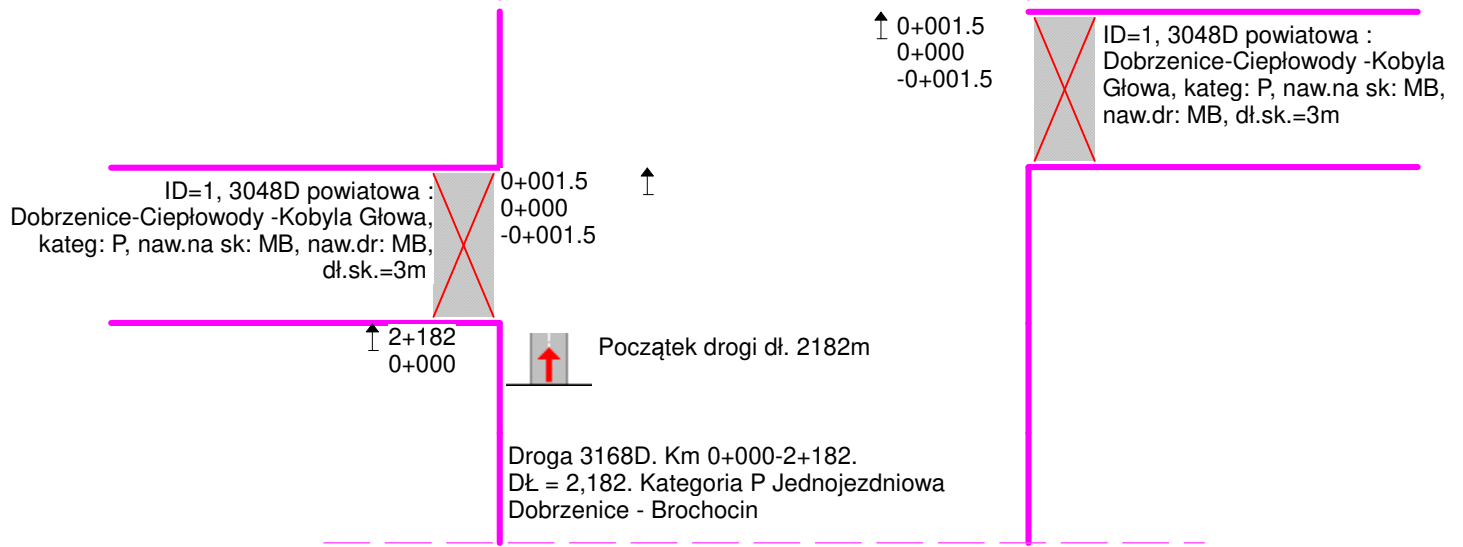 0+001.5
0+000
-0+001.5
ID=1, 3048D powiatowa :
Dobrzenice-Ciepłowody -Kobyla
Głowa, kateg: P, naw.na sk: MB,
naw.dr: MB, dł.sk.=3m
ID=1, 3048D powiatowa :
Dobrzenice-Ciepłowody -Kobyla Głowa,
kateg: P, naw.na sk: MB, naw.dr: MB,
dł.sk.=3m
0+001.5
0+000
-0+001.5
2+182
0+000
Początek drogi dł. 2182m
Droga 3168D. Km 0+000-2+182.
DŁ = 2,182. Kategoria P Jednojezdniowa
Dobrzenice - Brochocin